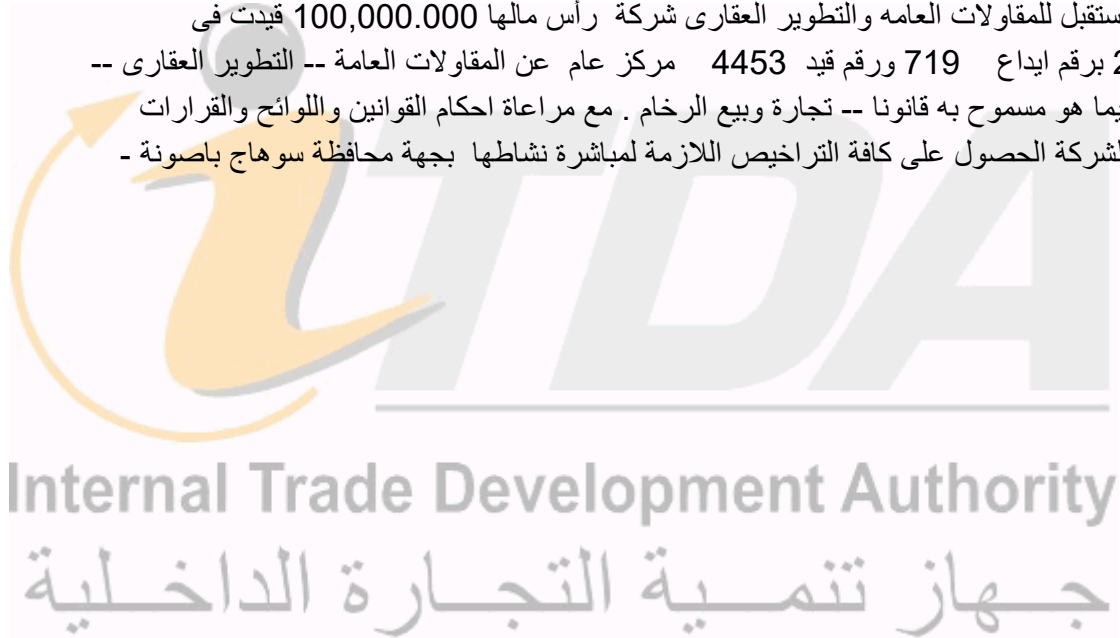 ستقبل للمقاولات العامه والتطوير العقارى شركة رأس مالها 100,000.000 قيدت فى
2 برقم ايداع 719 ورقم قيد 4453 مركز عام عن المقاولات العامة -- التطوير العقارى --
يما هو مسموح به قانونا -- تجارة وبيع الرخام . مع مراعاة احكام القوانين واللوائح والقرارات
لشركة الحصول على كافة التراخيص اللازمة لمباشرة نشاطها بجهة محافظة سوهاج باصونة -
iTDA
Internal Trade Development Authority
جهاز تنمية التجارة الداخلية